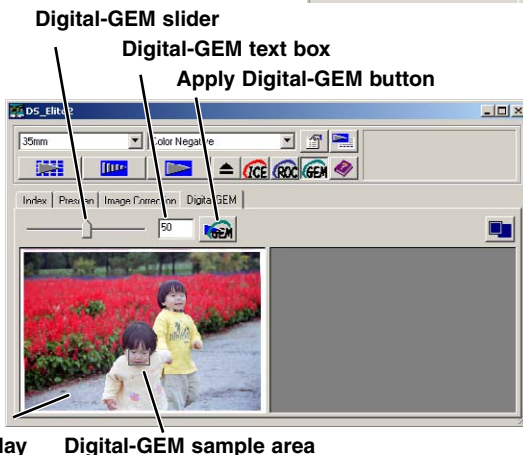 Digital-GEM slider
Digital-GEM text box
Apply Digital-GEM button
DS_Elite2
35mm
Color Negative
ICE ROC GEM
Index Prescan Image Correction Digital GEM
50
GEM
lay Digital-GEM sample area